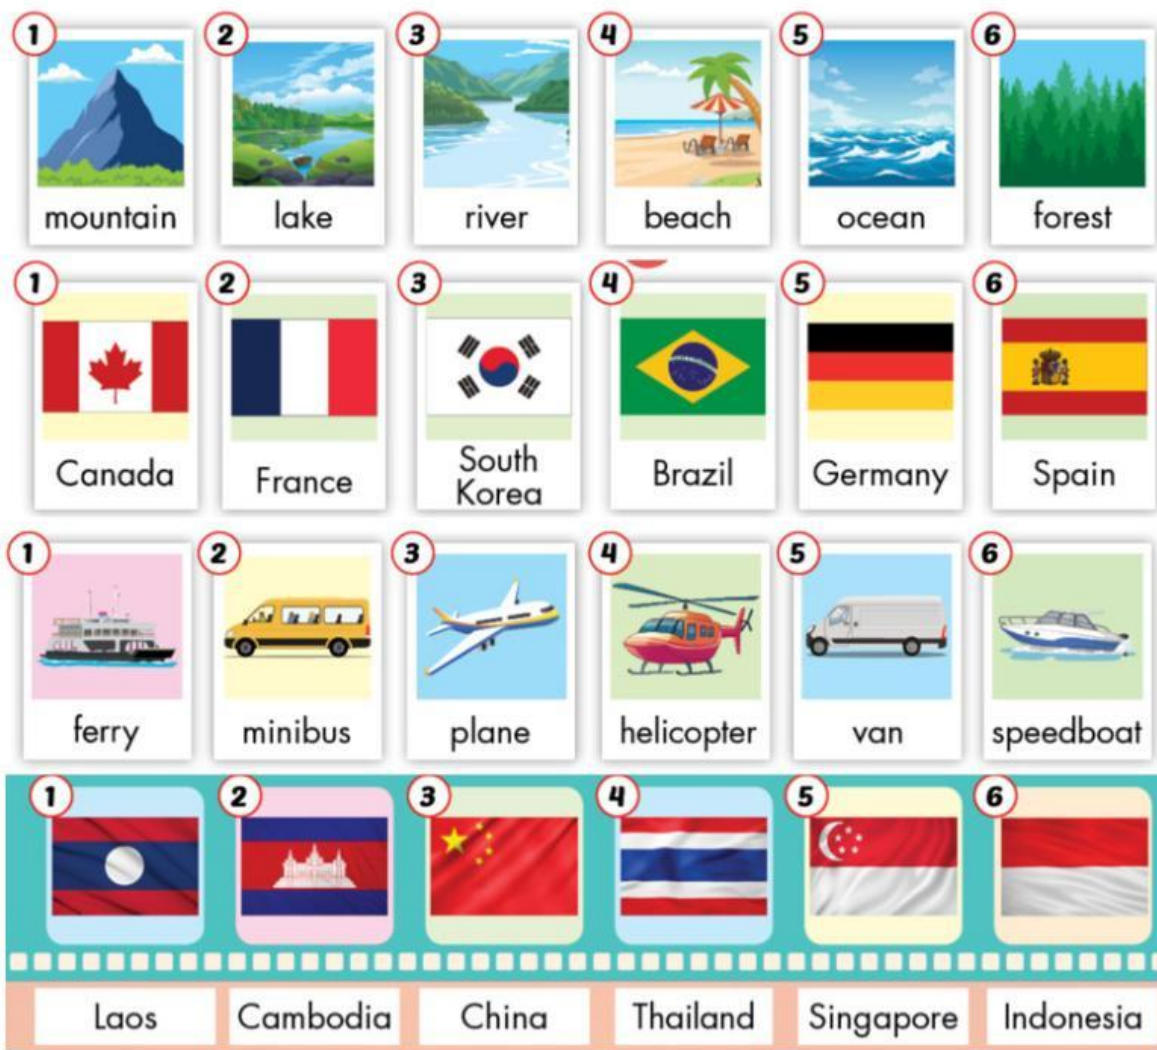 1 2 3 4 5 6
mountain lake river beach ocean forest
1 2 3 4 5 6
Canada France South Korea Brazil Germany Spain
1 2 3 4 5 6
ferry minibus plane helicopter van speedboat
1 2 3 4 5 6
Laos Cambodia China Thailand Singapore Indonesia